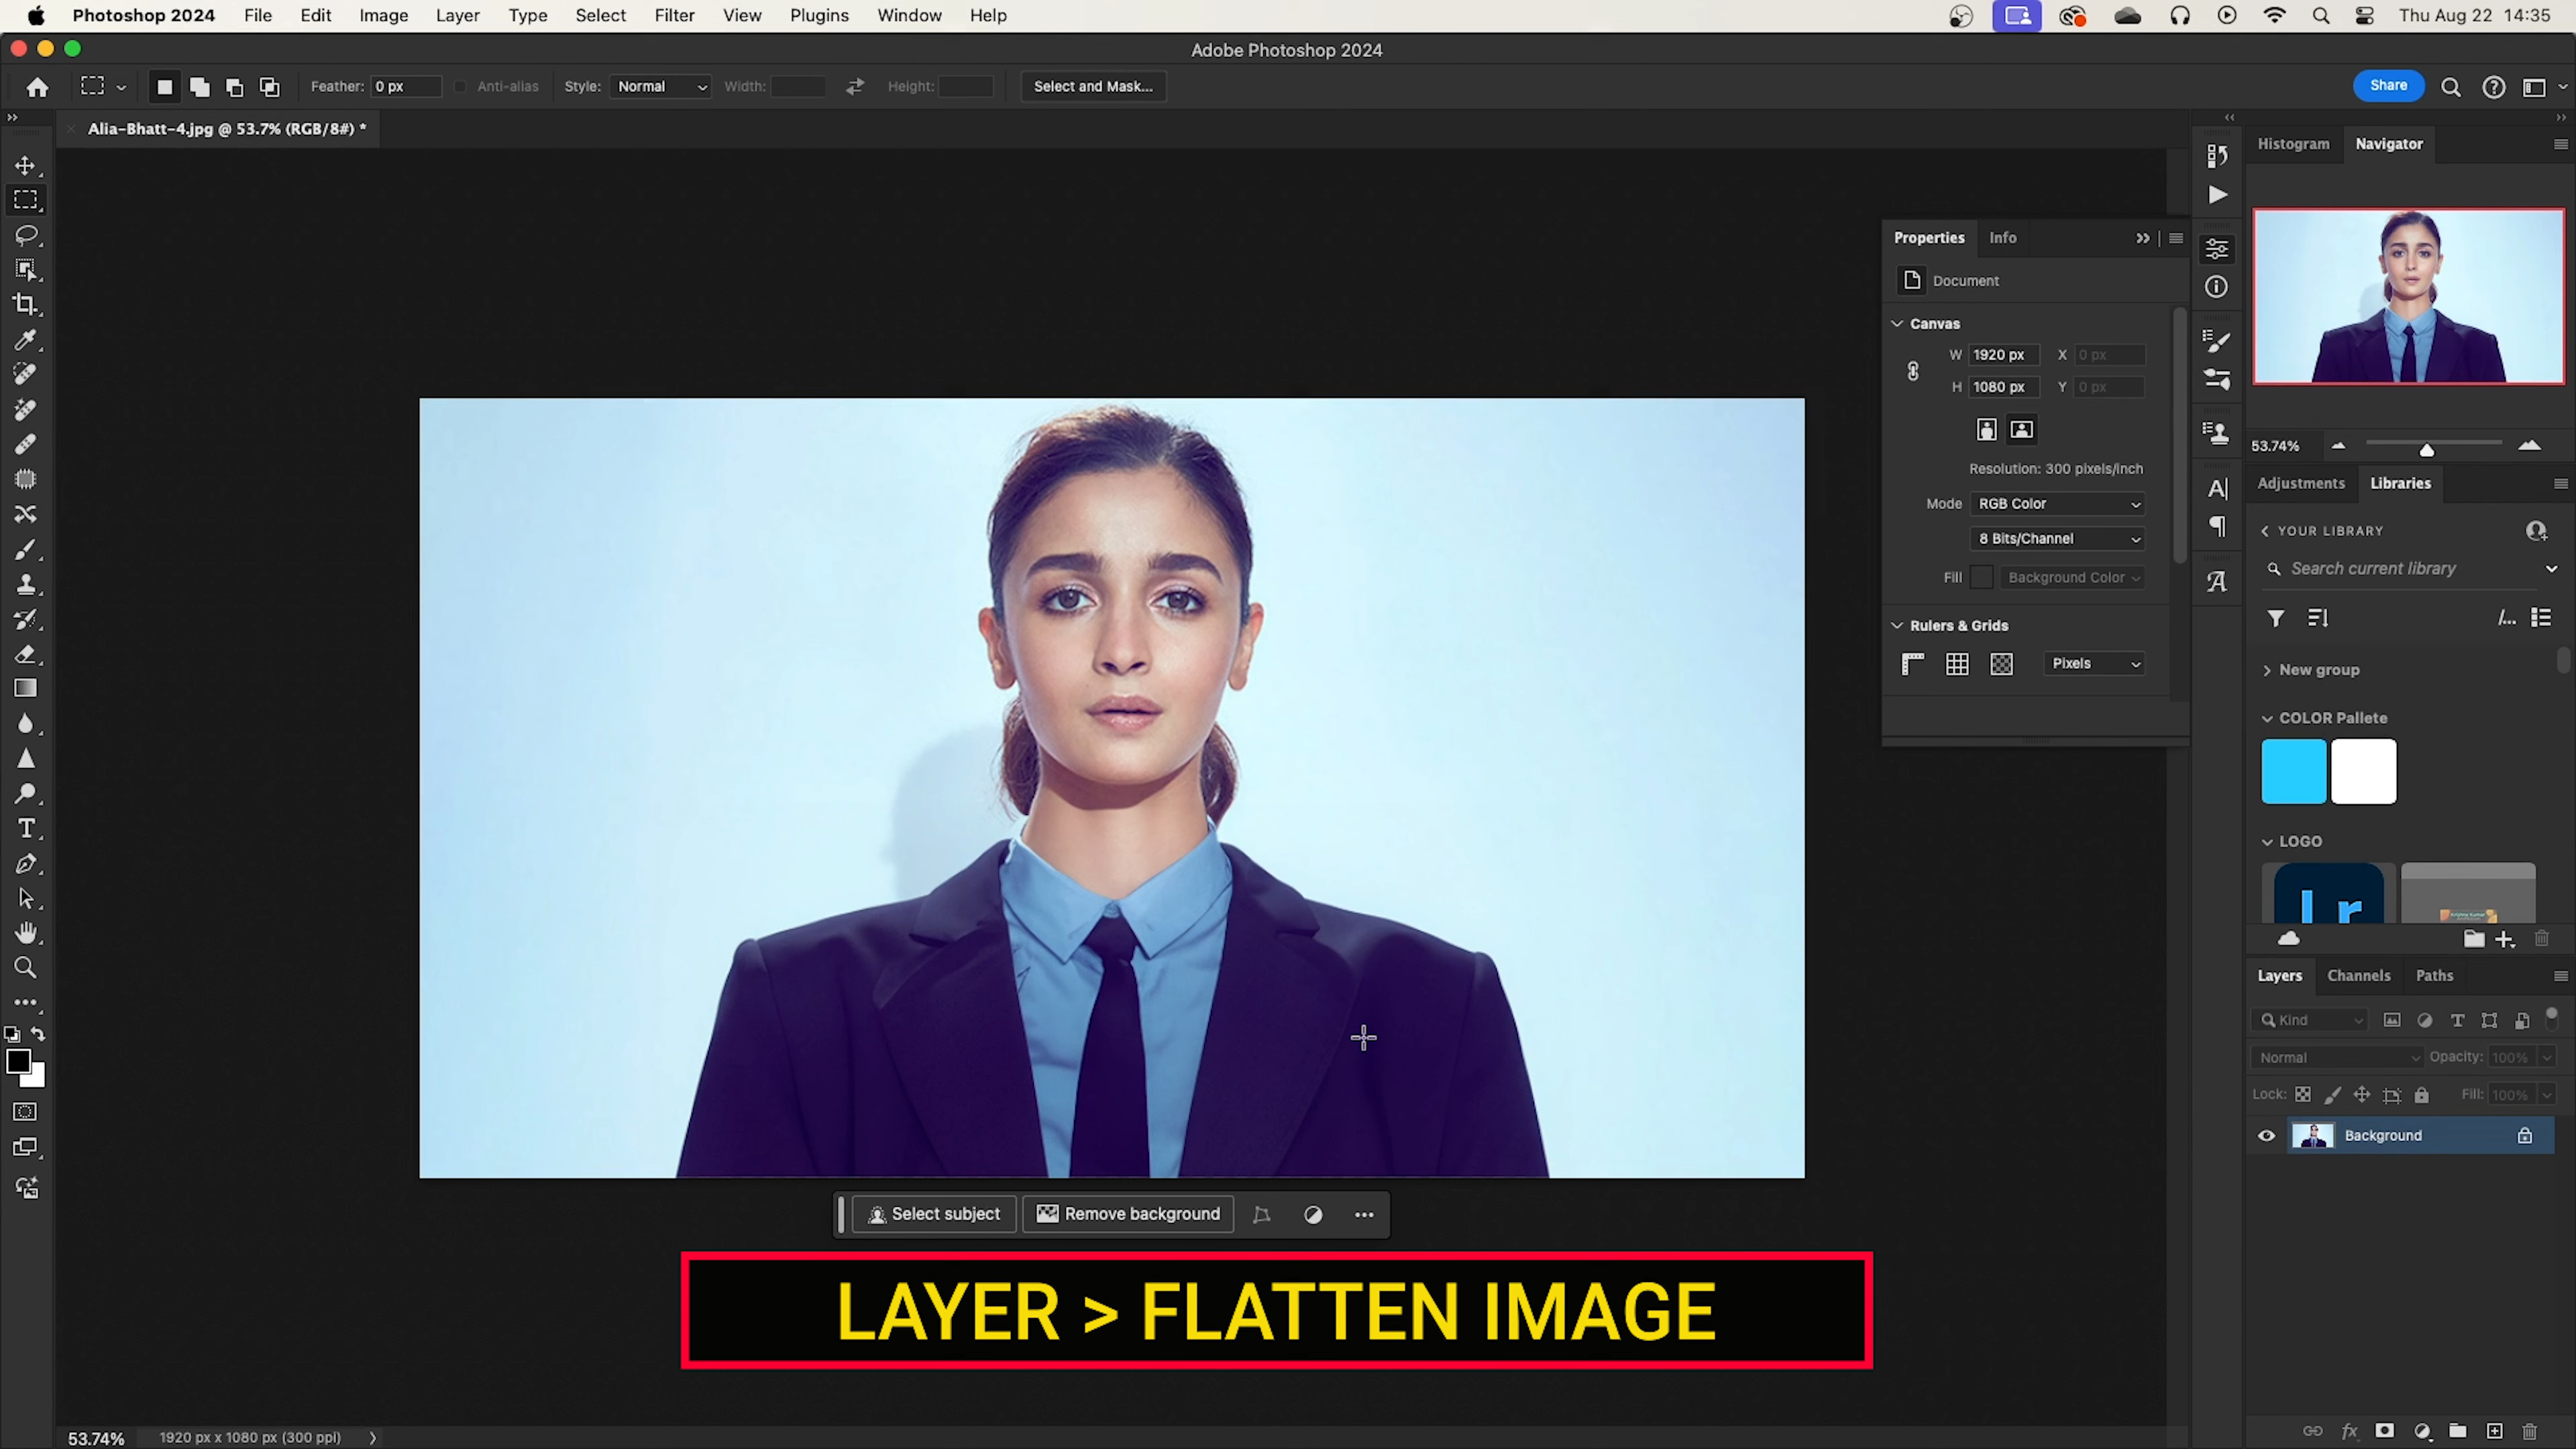 Photoshop 2024 File Edit Image Layer Type Select Filter View Plugins Window Help Thu Aug 22 14:35
Adobe Photoshop 2024
Feather: 0 px Anti-alias Style: Normal Width: Height: Select and Mask... Share
Alia-Bhatt-4.jpg @ 53.7% (RGB/8#) *
Histogram Navigator
Properties Info
Document
Canvas
W 1920 px X 0 px
H 1080 px Y 0 px
Resolution: 300 pixels/inch
Mode RGB Color
8 Bits/Channel
Fill Background Color
Rulers & Grids
Pixels
53.74%
Adjustments Libraries
YOUR LIBRARY
Search current library
New group
COLOR Pallete
LOGO
Lr
Layers Channels Paths
Kind
Normal Opacity: 100%
Lock: Fill: 100%
Background
Select subject Remove background
LAYER > FLATTEN IMAGE
53.74% 1920 px x 1080 px (300 ppi)